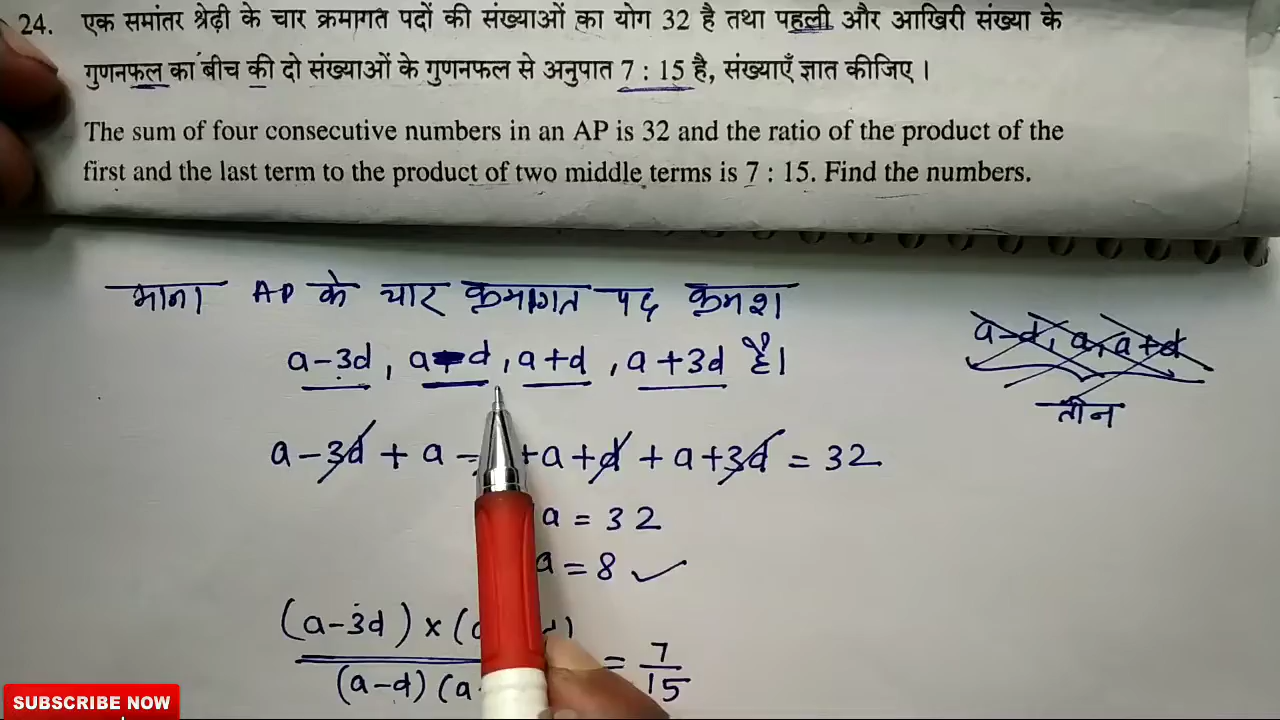 24. एक समांतर श्रेढ़ी के चार क्रमागत पदों की संख्याओं का योग 32 है तथा पहली और आखिरी संख्या के
गुणनफल का बीच की दो संख्याओं के गुणनफल से अनुपात 7 : 15 है, संख्याएँ ज्ञात कीजिए।
The sum of four consecutive numbers in an AP is 32 and the ratio of the product of the
first and the last term to the product of two middle terms is 7 : 15. Find the numbers.
माना AP के चार क्रमागत पद क्रमश
a-3d, a-d, a+d, a+3d है।
a-d, a, a+d
तीन
a-3d + a - +a+d + a+3d = 32
a = 32
a = 8 ✓
(a-3d) × (
(a-d) (a
= 7/15
SUBSCRIBE NOW